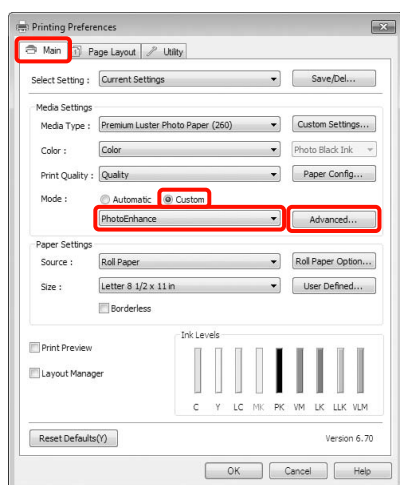 Printing Preferences
Main Page Layout Utility
Select Setting : Current Settings Save/Del...
Media Settings
Media Type : Premium Luster Photo Paper (260) Custom Settings...
Color : Color Photo Black Ink
Print Quality : Quality Paper Config...
Mode : Automatic Custom
PhotoEnhance Advanced...
Paper Settings
Source : Roll Paper Roll Paper Option...
Size : Letter 8 1/2 x 11 in User Defined...
Borderless
Ink Levels
Print Preview
Layout Manager
C Y LC MK PK VM LK LLK VLM
Reset Defaults(Y) Version 6.70
OK Cancel Help